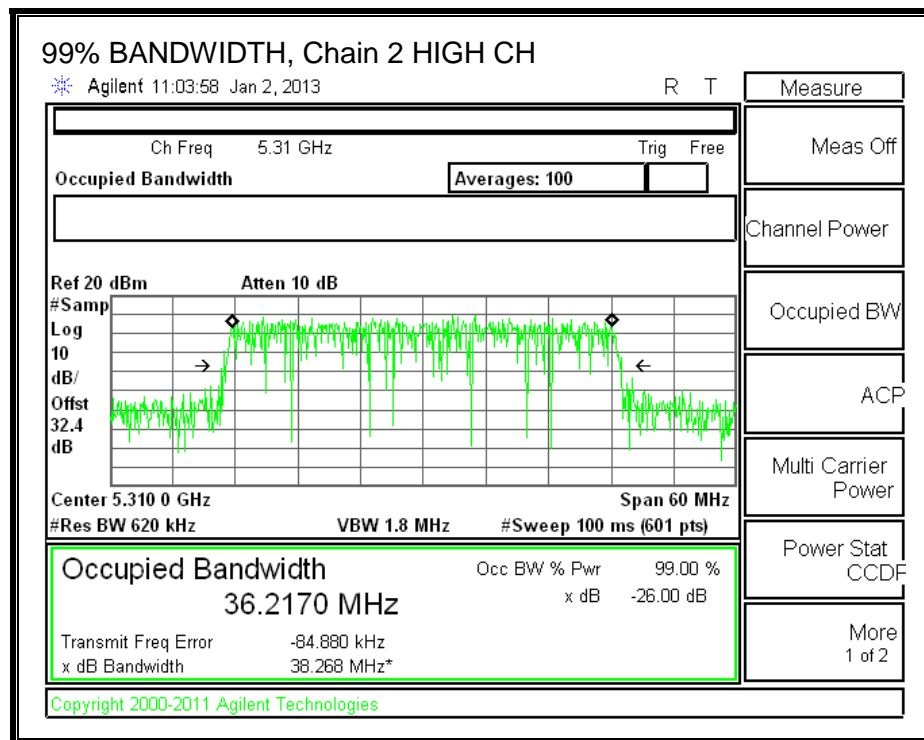 99% BANDWIDTH, Chain 2 HIGH CH
Agilent 11:03:58 Jan 2, 2013 R T
Measure
Ch Freq 5.31 GHz Trig Free
Meas Off
Occupied Bandwidth Averages: 100
Channel Power
Ref 20 dBm Atten 10 dB
#Samp
Log
10
dB/
Offst
32.4
dB
Occupied BW
ACP
Multi Carrier
Power
Center 5.310 0 GHz Span 60 MHz
#Res BW 620 kHz VBW 1.8 MHz #Sweep 100 ms (601 pts)
Power Stat
CCDF
Occupied Bandwidth Occ BW % Pwr 99.00 %
36.2170 MHz x dB -26.00 dB
Transmit Freq Error -84.880 kHz
x dB Bandwidth 38.268 MHz*
More
1 of 2
Copyright 2000-2011 Agilent Technologies